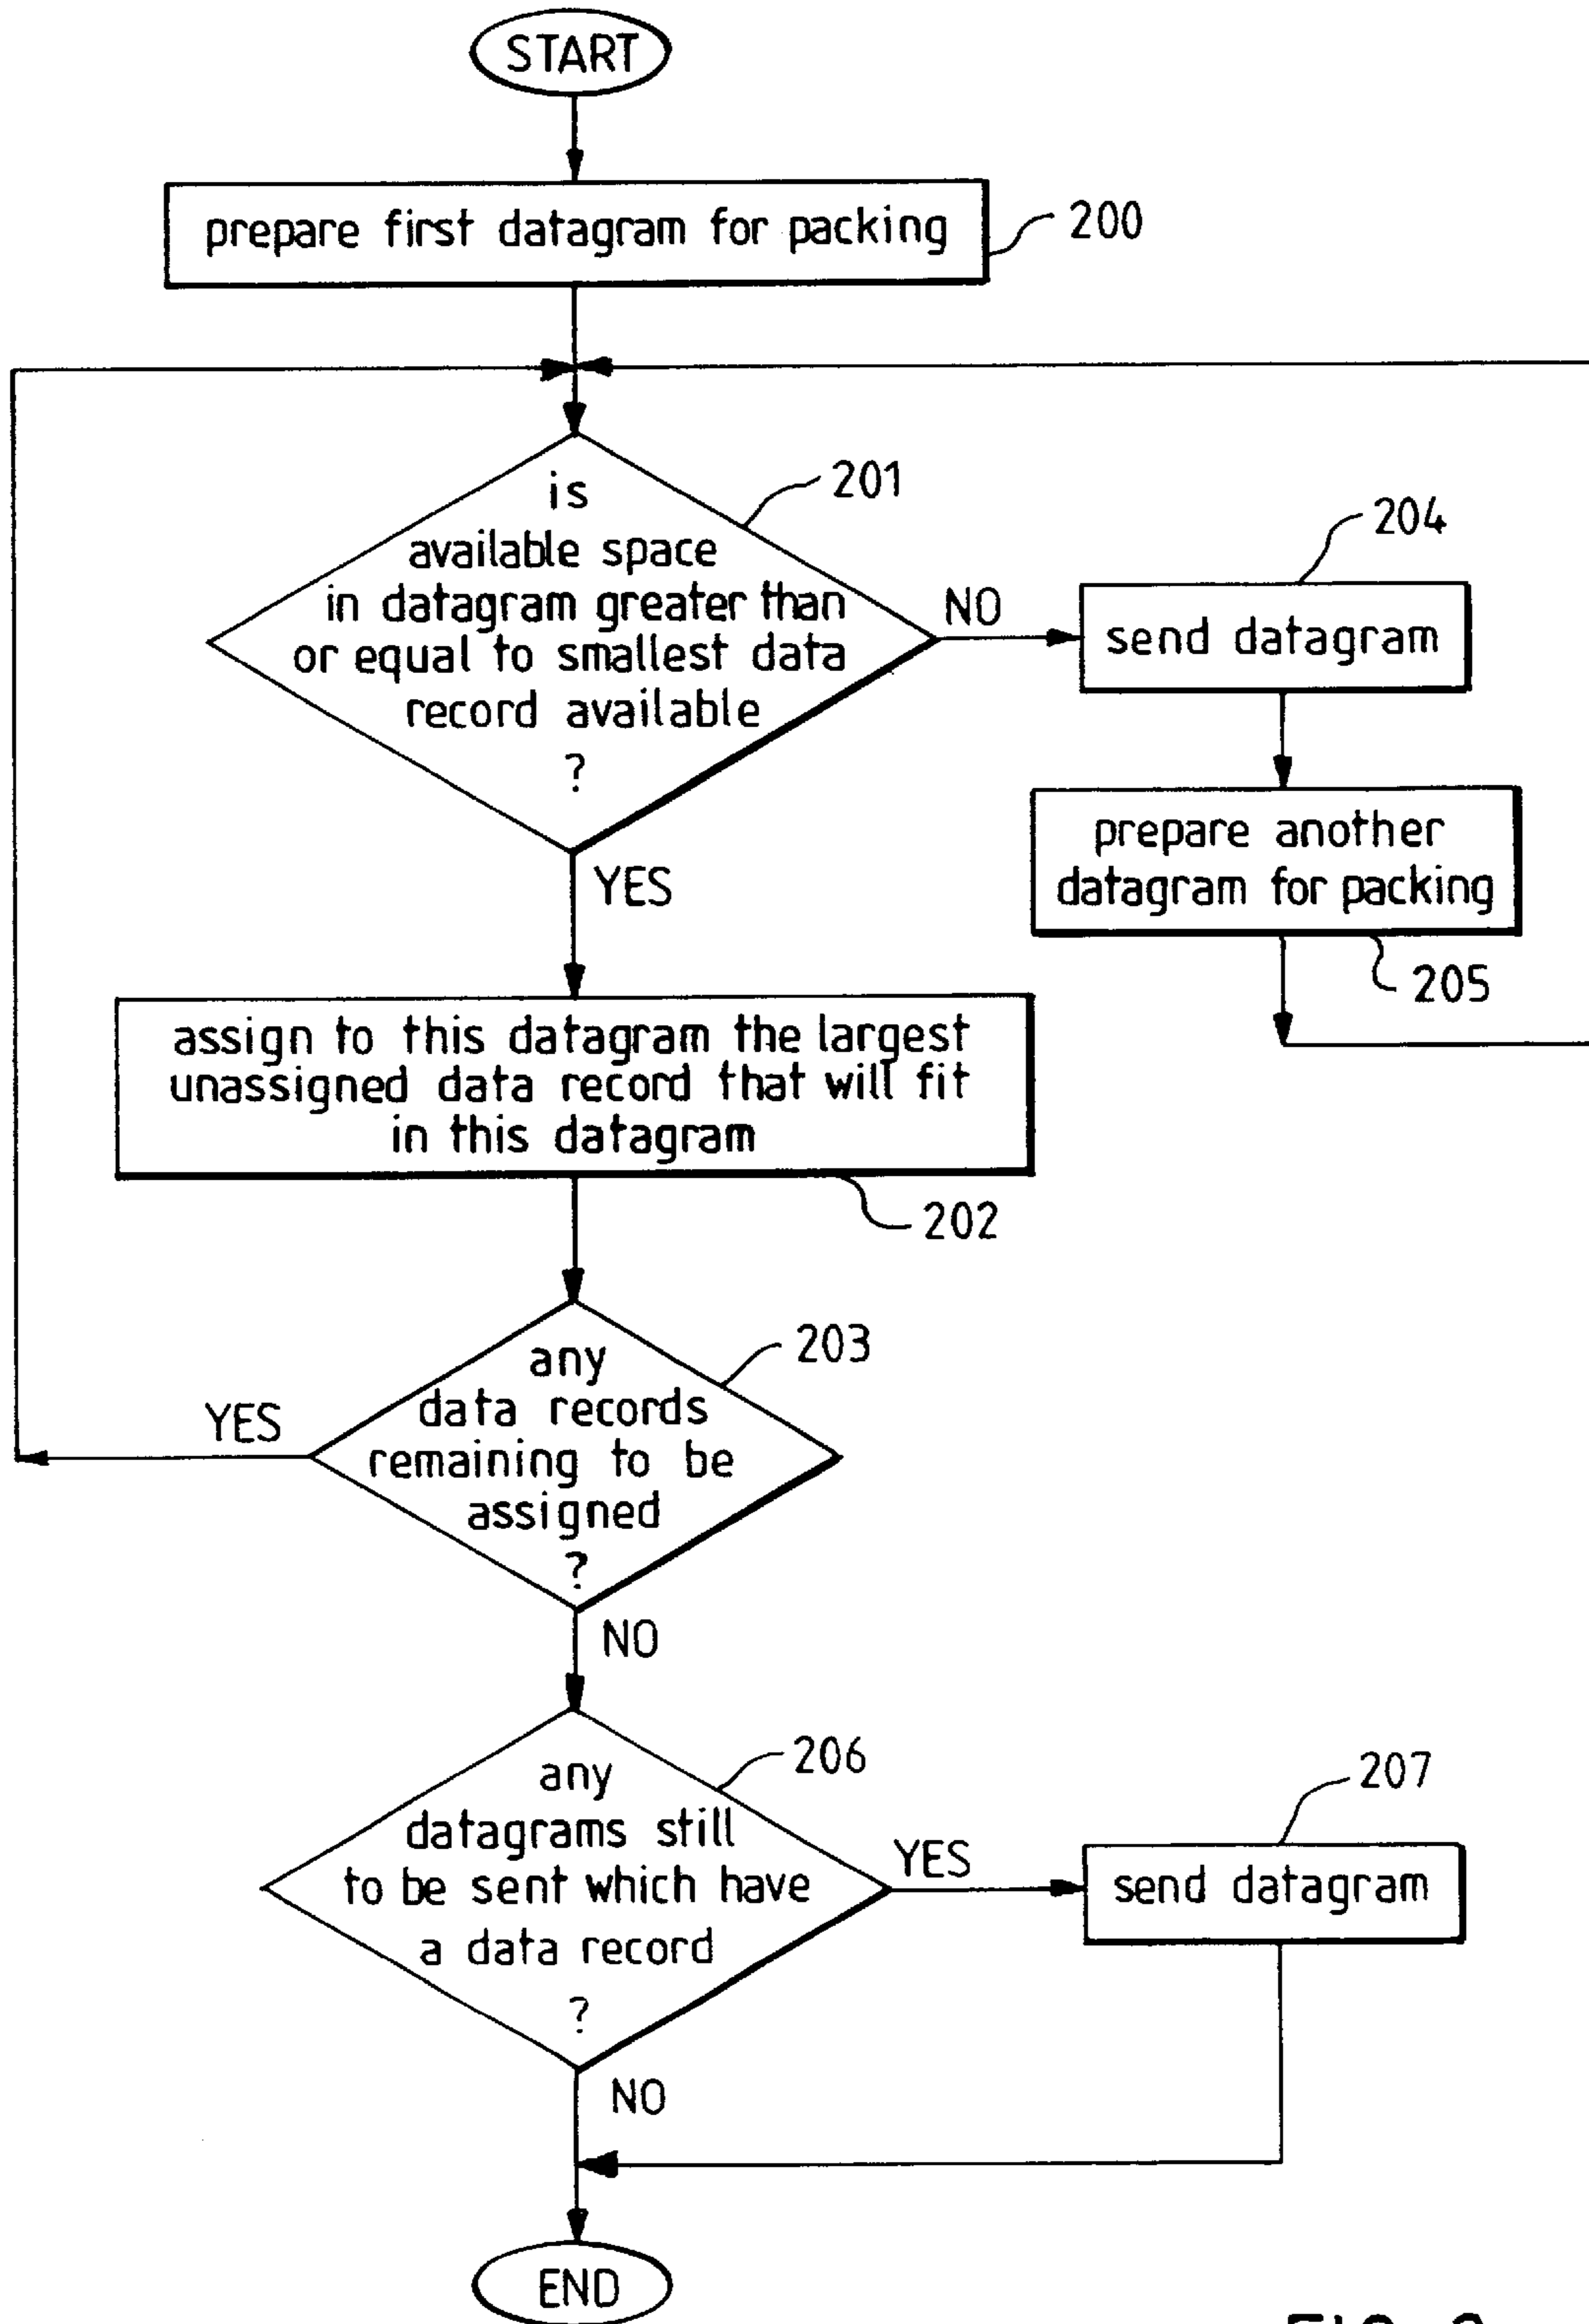 START
prepare first datagram for packing
200
is
available space
in datagram greater than
or equal to smallest data
record available
?
201
NO
204
send datagram
prepare another
datagram for packing
205
YES
assign to this datagram the largest
unassigned data record that will fit
in this datagram
202
any
data records
remaining to be
assigned
?
203
YES
NO
any
datagrams still
to be sent which have
a data record
?
206
YES
207
send datagram
NO
END